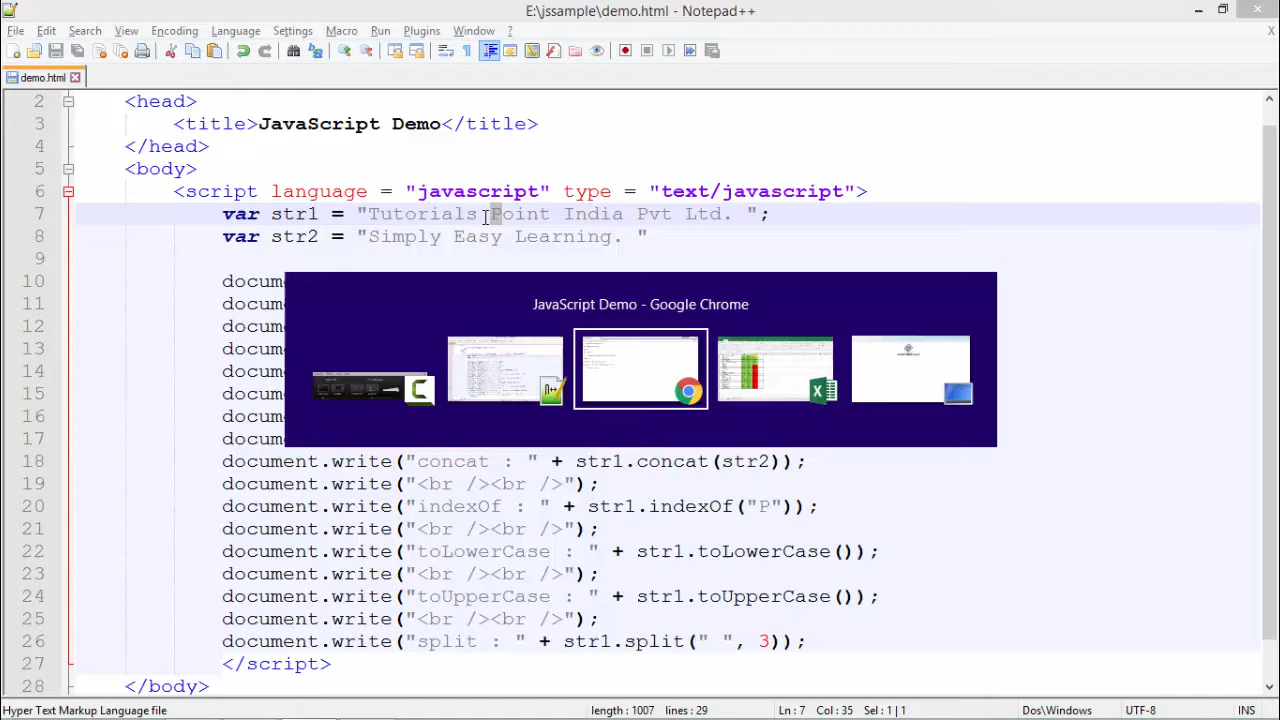 E:\jssample\demo.html - Notepad++
File Edit Search View Encoding Language Settings Macro Run Plugins Window ?
demo.html
2 <head>
3 <title>JavaScript Demo</title>
4 </head>
5 <body>
6 <script language = "javascript" type = "text/javascript">
7 var str1 = "Tutorials Point India Pvt Ltd. ";
8 var str2 = "Simply Easy Learning. "
9
10 docum
11 docum
12 docum
13 docum
14 docum
15 docum
16 docum
17 docum
JavaScript Demo - Google Chrome
18 document.write("concat : " + str1.concat(str2));
19 document.write("<br /><br />");
20 document.write("indexOf : " + str1.indexOf("P"));
21 document.write("<br /><br />");
22 document.write("toLowerCase : " + str1.toLowerCase());
23 document.write("<br /><br />");
24 document.write("toUpperCase : " + str1.toUpperCase());
25 document.write("<br /><br />");
26 document.write("split : " + str1.split(" ", 3));
27 </script>
28 </body>
Hyper Text Markup Language file length : 1007 lines : 29 Ln : 7 Col : 35 Sel : 1 | 1 Dos\Windows UTF-8 INS